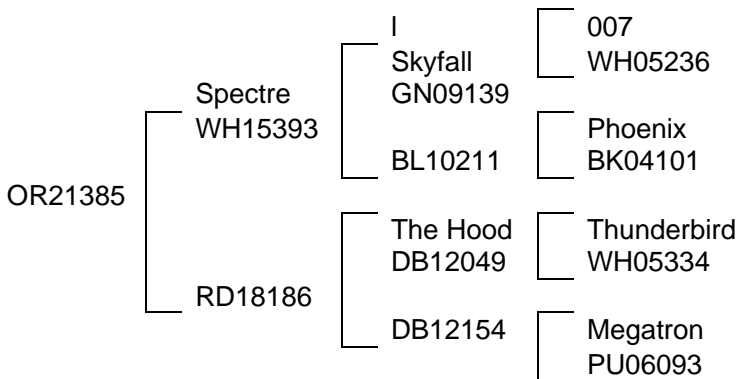 OR21385
Spectre
WH15393
RD18186
I
Skyfall
GN09139
BL10211
The Hood
DB12049
DB12154
007
WH05236
Phoenix
BK04101
Thunderbird
WH05334
Megatron
PU06093